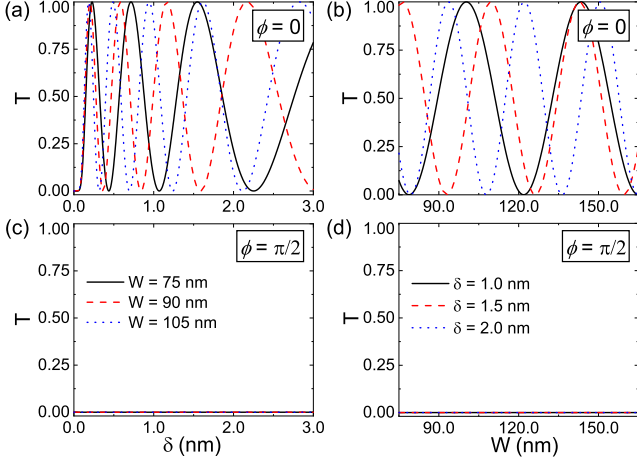 (a)
ϕ = 0
T
1.00
0.75
0.50
0.25
0.00
0.0
1.0
2.0
3.0
(b)
ϕ = 0
T
1.00
0.75
0.50
0.25
0.00
90.0
120.0
150.0
(c)
ϕ = π/2
W = 75 nm
W = 90 nm
W = 105 nm
T
1.00
0.75
0.50
0.25
0.00
0.0
1.0
2.0
3.0
δ (nm)
(d)
ϕ = π/2
δ = 1.0 nm
δ = 1.5 nm
δ = 2.0 nm
T
1.00
0.75
0.50
0.25
0.00
90.0
120.0
150.0
W (nm)